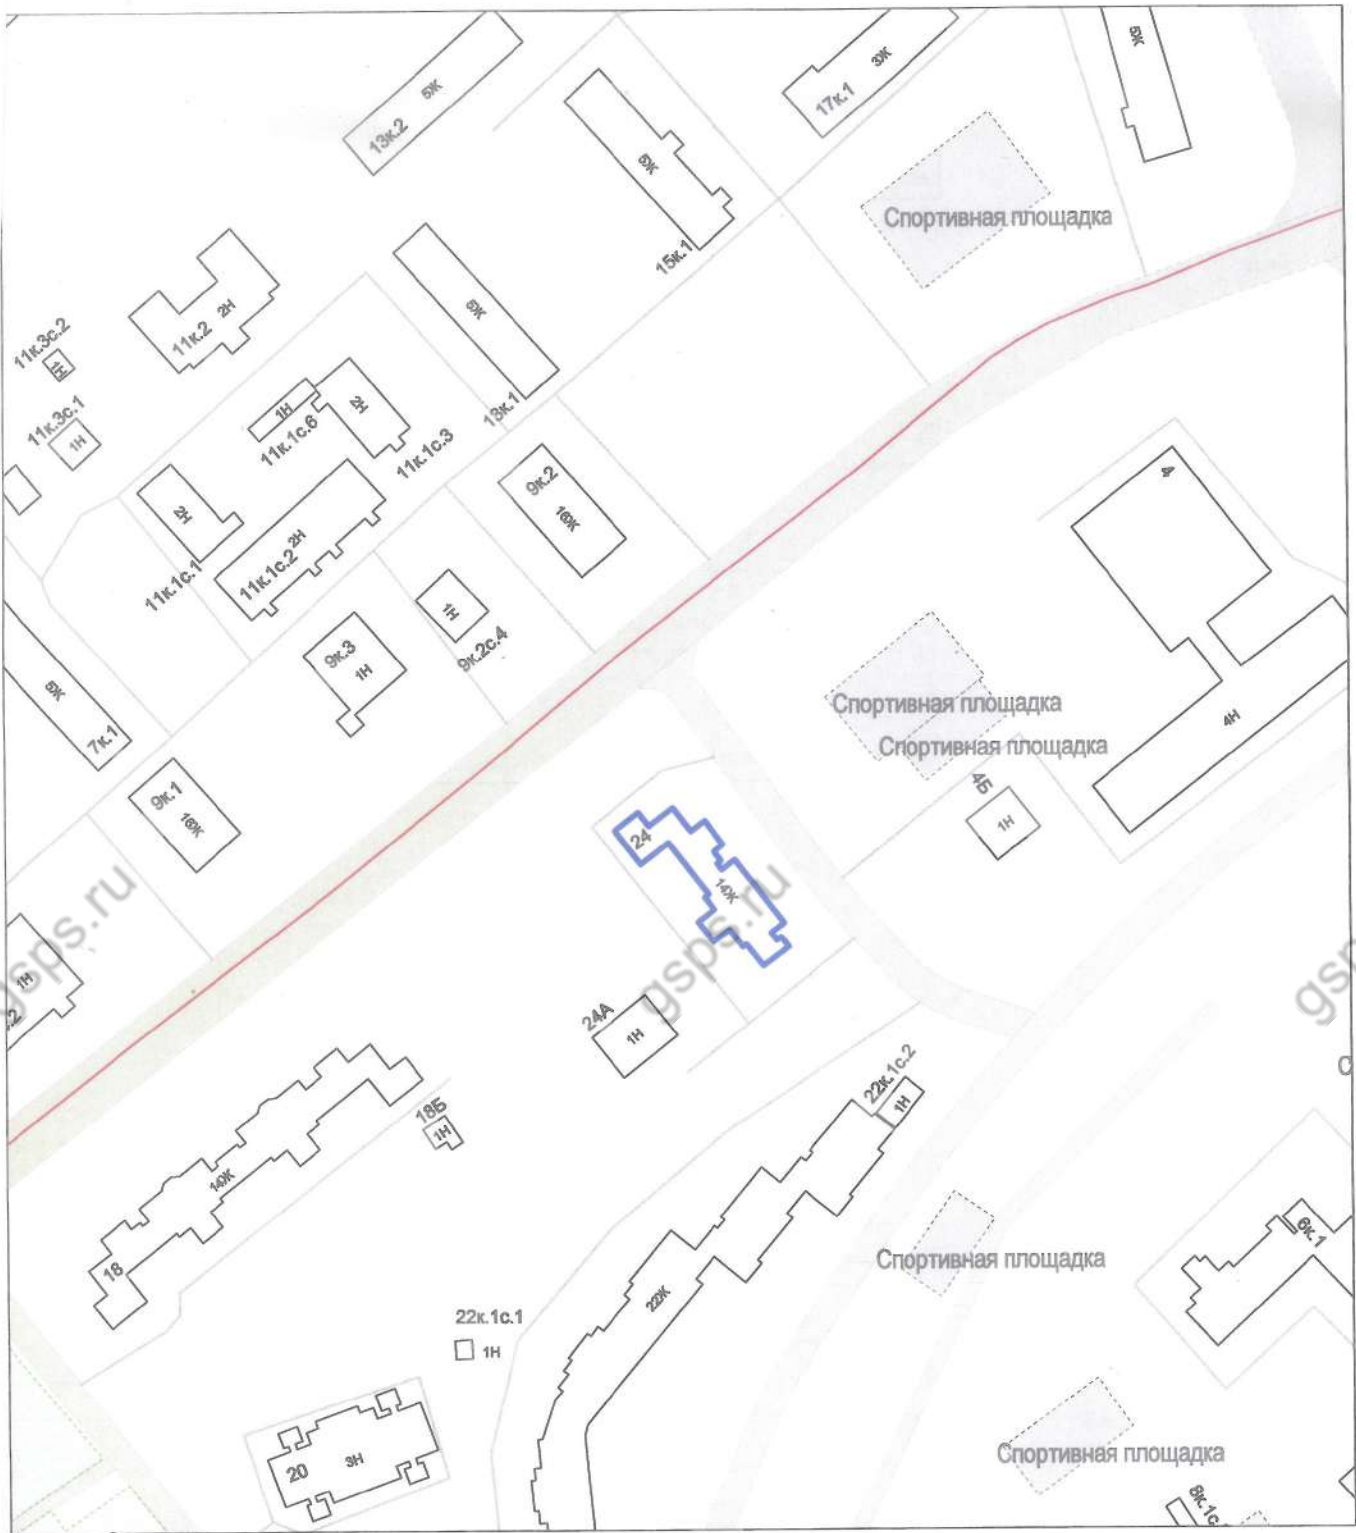 5Ж
13к.2
5Ж
3Ж
17к.1
5Ж
15к.1
Спортивная площадка
2Н
11к.2
11к.3с.2
1Н
5Ж
13к.1
11к.3с.1
1Н
1Н
11к.1с.6
2Н
11к.1с.3
9к.2
16Ж
4
2Н
11к.1с.1
2Н
11к.1с.2
1Н
9к.2с.4
9к.3
1Н
5Ж
7к.1
Спортивная площадка
Спортивная площадка
4Н
4Б
1Н
9к.1
16Ж
24
14Ж
gsps.ru
gsps.ru
1Н
24А
1Н
22к.1с.2
1Н
18Б
1Н
14Ж
18
Спортивная площадка
6к.1
22Ж
22к.1с.1
1Н
20
3Н
Спортивная площадка